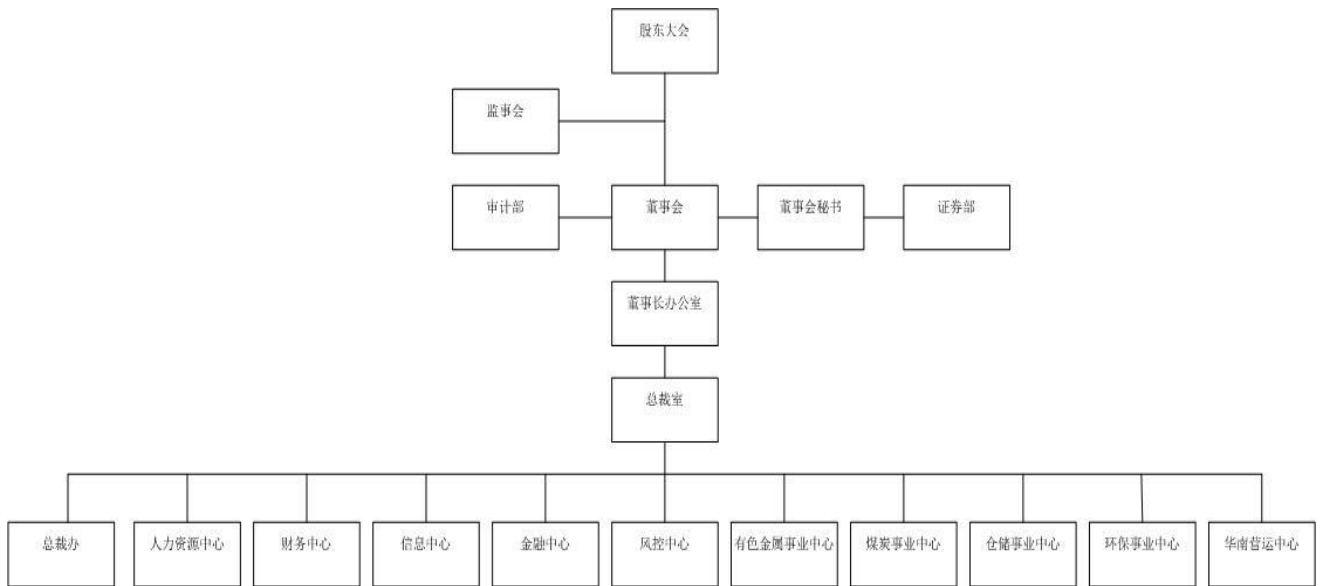 股东大会
监事会
审计部
董事会
董事会秘书
证券部
董事长办公室
总裁室
总裁办
人力资源中心
财务中心
信息中心
金融中心
风控中心
有色金属事业中心
煤炭事业中心
仓储事业中心
环保事业中心
华南营运中心